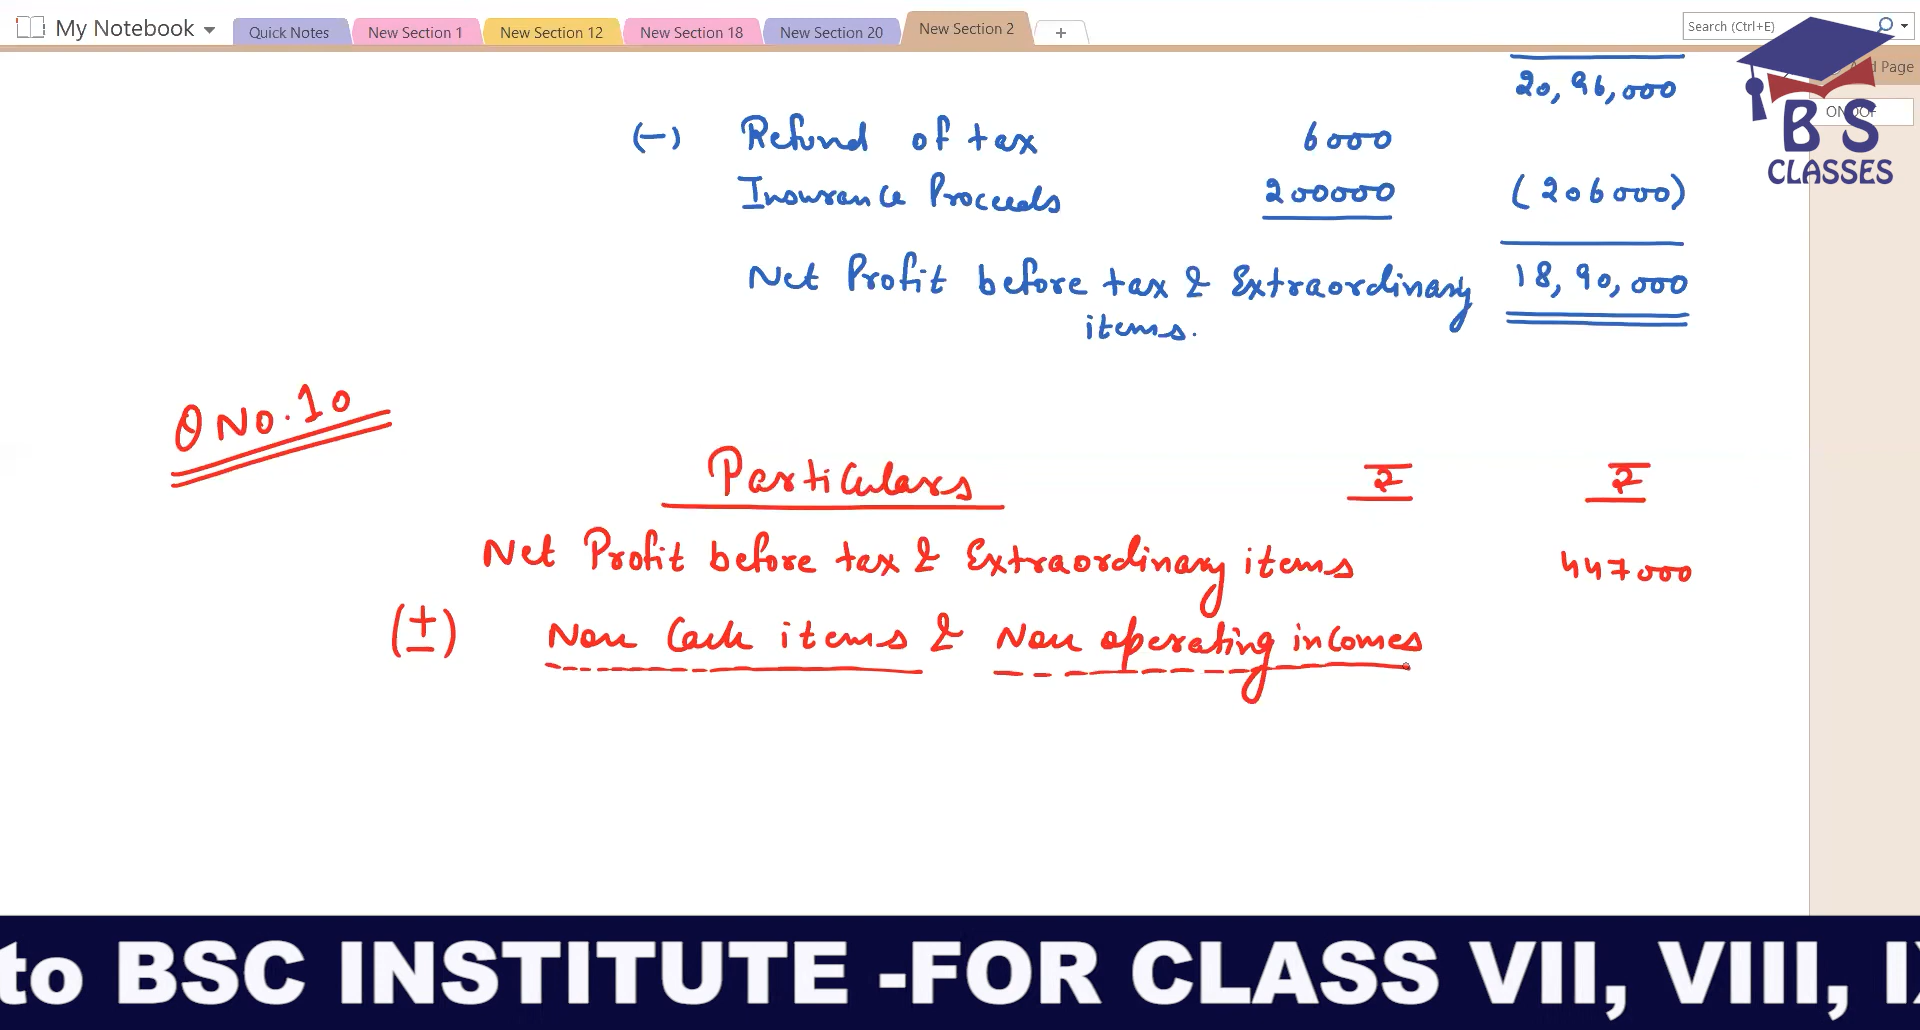 My Notebook Quick Notes New Section 1 New Section 12 New Section 18 New Section 20 New Section 2 + Search (Ctrl+E)
20,96,000
(-) Refund of tax 6000
Insurance Proceeds 200000 (206000)
Net Profit before tax & Extraordinary 18,90,000
items.
d Page
BS
CLASSES
Q NO.10
Particulars ₹ ₹
Net Profit before tax & Extraordinary items 447000
(±) Non Cash items & Non operating incomes
to BSC INSTITUTE -FOR CLASS VII, VIII, IX